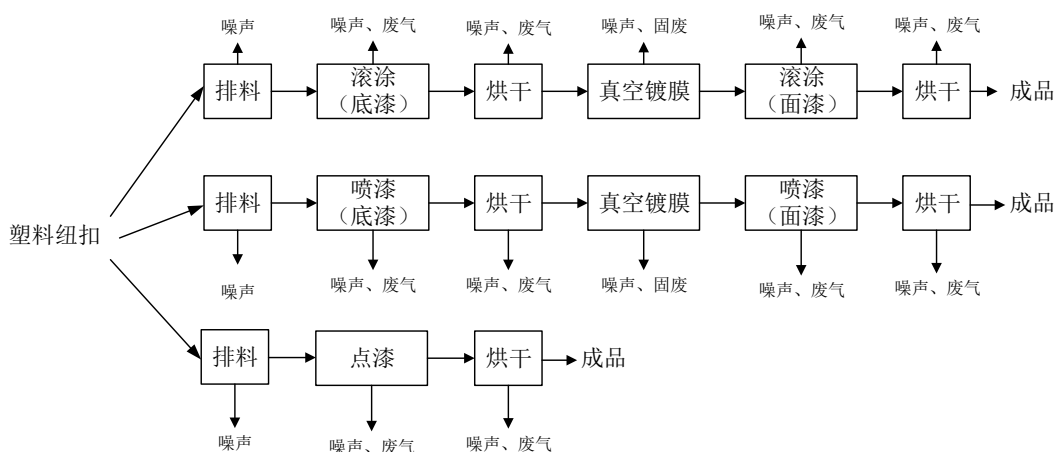 噪声
噪声、废气
噪声、废气
噪声、固废
噪声、废气
噪声、废气
排料
滚涂
（底漆）
烘干
真空镀膜
滚涂
（面漆）
烘干
成品
塑料纽扣
排料
喷漆
（底漆）
烘干
真空镀膜
喷漆
（面漆）
烘干
成品
噪声
噪声、废气
噪声、废气
噪声、固废
噪声、废气
噪声、废气
排料
点漆
烘干
成品
噪声
噪声、废气
噪声、废气